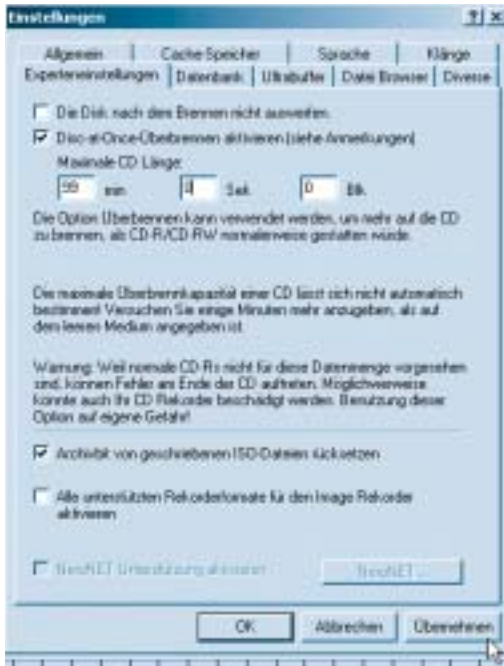 Einstellungen
Allgemein Cache-Speicher Sprache Klänge
Experteneinstellungen Datenbank Ultrabuffer Datei Browser Diverse
Die Disk nach dem Brennen nicht auswerfen.
Disc-at-Once-Überbrennen aktivieren (siehe Anmerkungen)
Maximale CD Länge:
99 min 0 Sek 0 Blk
Die Option Überbrennen kann verwendet werden, um mehr auf die CD
zu brennen, als CD-R/CD-RW normalerweise gestatten würde.
Die maximale Überbrennkapazität einer CD lässt sich nicht automatisch
bestimmen! Versuchen Sie einige Minuten mehr anzugeben, als auf
dem leeren Medium angegeben ist.
Warnung: Weil normale CD-Rs nicht für diese Datenmenge vorgesehen
sind, können Fehler am Ende der CD auftreten. Möglicherweise
könnte auch Ihr CD Rekorder beschädigt werden. Benutzung dieser
Option auf eigene Gefahr!
Archivbit von geschriebenen ISO-Dateien rücksetzen
Alle unterstützten Rekorderformate für den Image Rekorder
aktivieren
NeroNET Unterstützung aktivieren NeroNET ...
OK Abbrechen Übernehmen